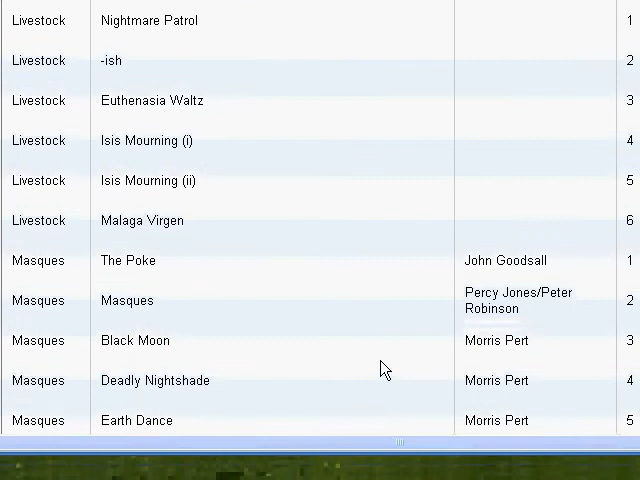 Livestock Nightmare Patrol 1
Livestock -ish 2
Livestock Euthenasia Waltz 3
Livestock Isis Mourning (i) 4
Livestock Isis Mourning (ii) 5
Livestock Malaga Virgen 6
Masques The Poke John Goodsall 1
Masques Masques Percy Jones/Peter Robinson 2
Masques Black Moon Morris Pert 3
Masques Deadly Nightshade Morris Pert 4
Masques Earth Dance Morris Pert 5